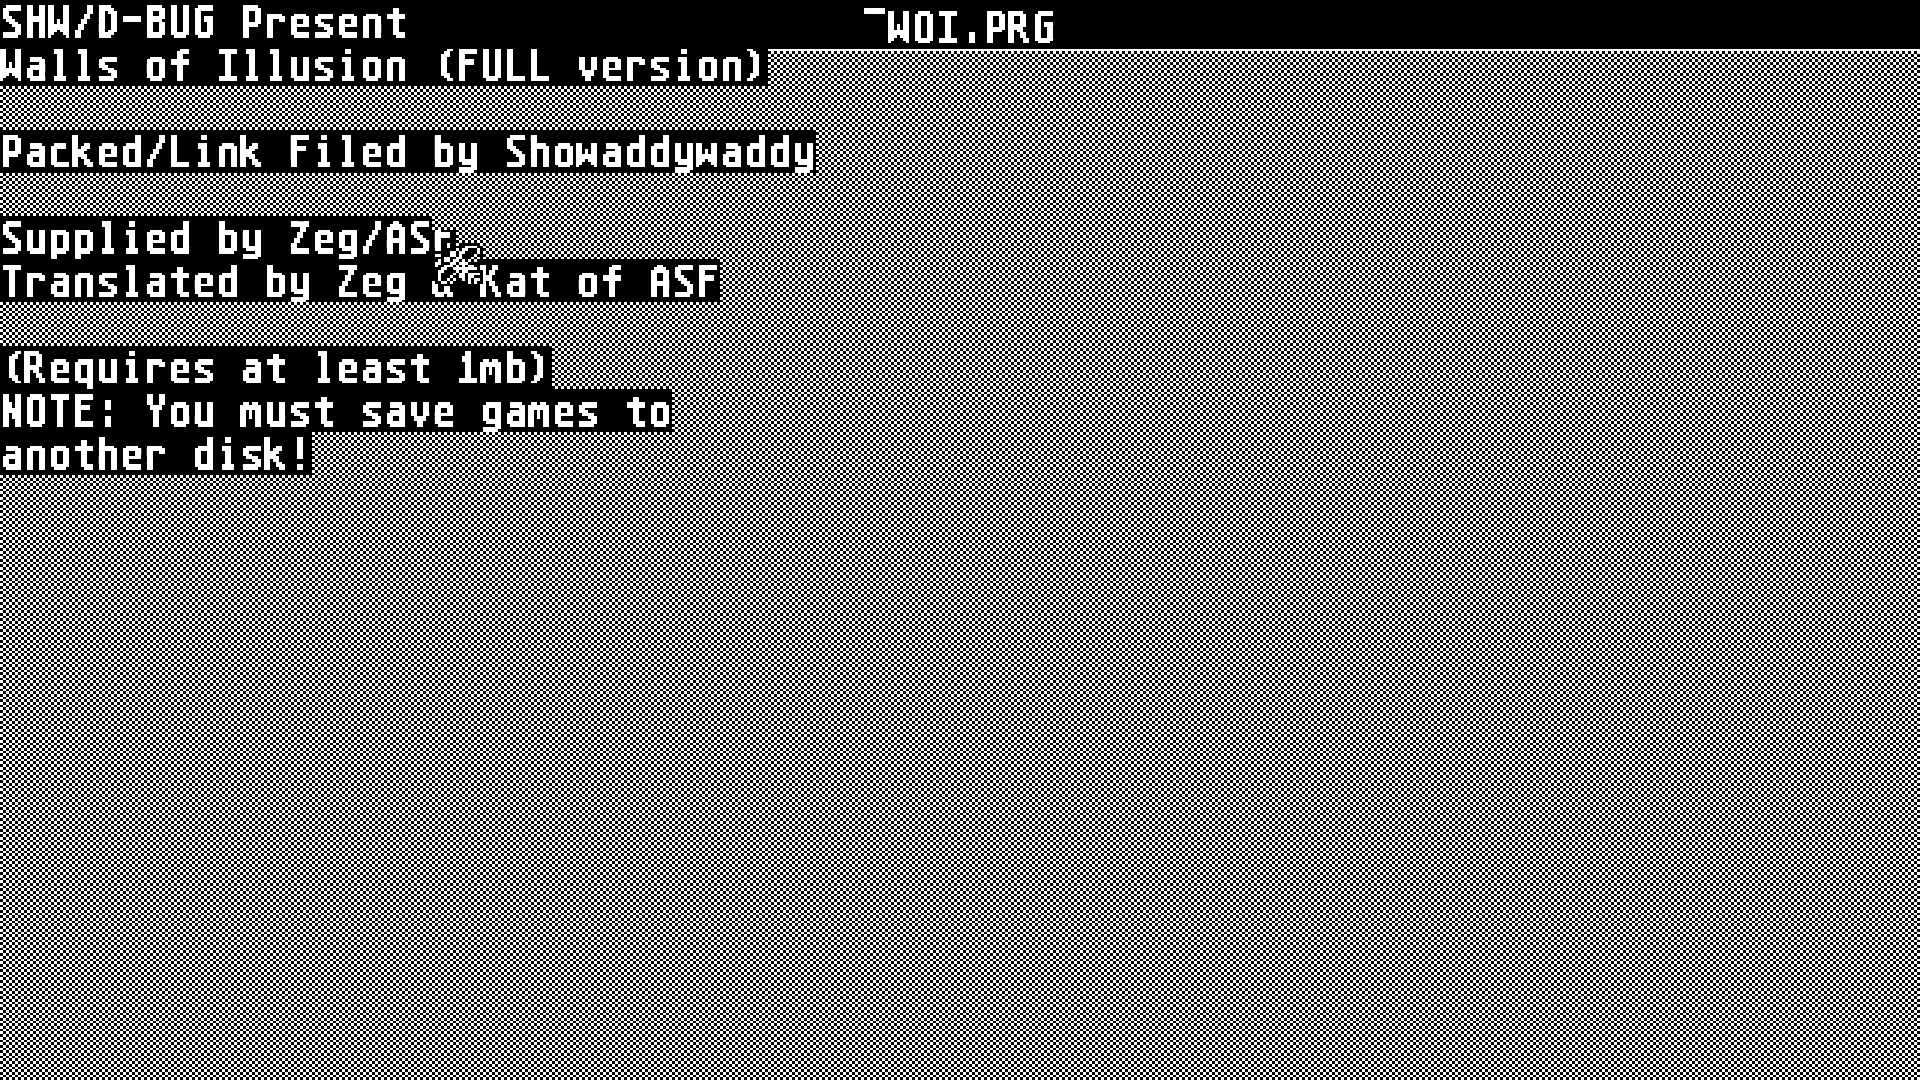 SHW/D-BUG Present WOI.PRG
Walls of Illusion (FULL version)
Packed/Link Filed by Showaddywaddy
Supplied by Zeg/ASF
Translated by Zeg & Kat of ASF
(Requires at least 1mb)
NOTE: You must save games to
another disk!